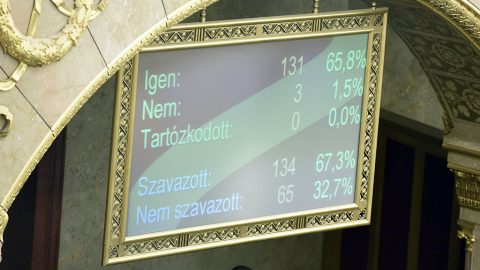 Igen: 131 65,8%
Nem: 3 1,5%
Tartózkodott: 0 0,0%
Szavazott: 134 67,3%
Nem szavazott: 65 32,7%